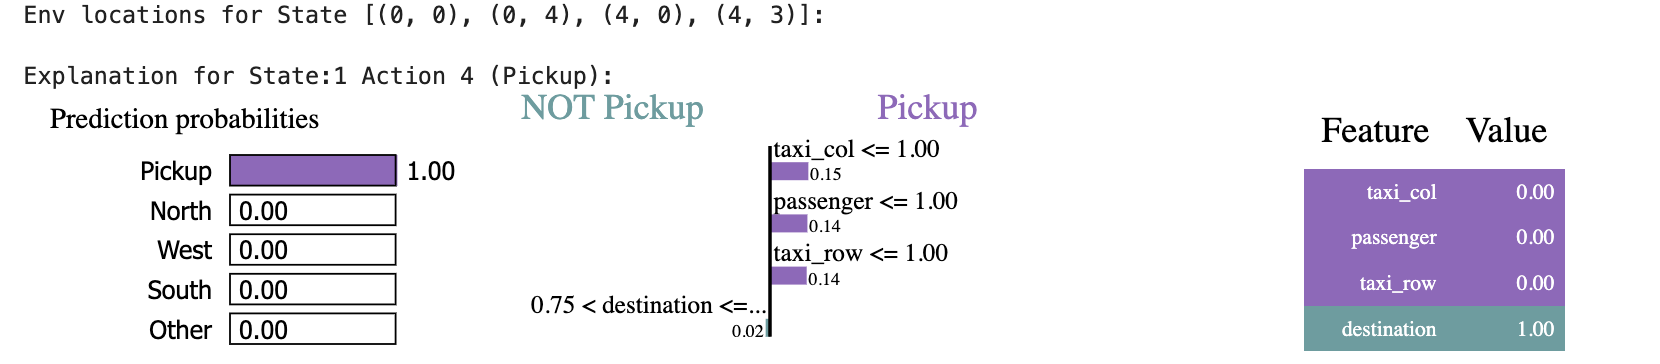 Env locations for State [(0, 0), (0, 4), (4, 0), (4, 3)]:
Explanation for State:1 Action 4 (Pickup):
Prediction probabilities
Pickup 1.00
North 0.00
West 0.00
South 0.00
Other 0.00
NOT Pickup Pickup
taxi_col <= 1.00
0.15
passenger <= 1.00
0.14
taxi_row <= 1.00
0.14
0.75 < destination <=...
0.02
Feature Value
taxi_col 0.00
passenger 0.00
taxi_row 0.00
destination 1.00